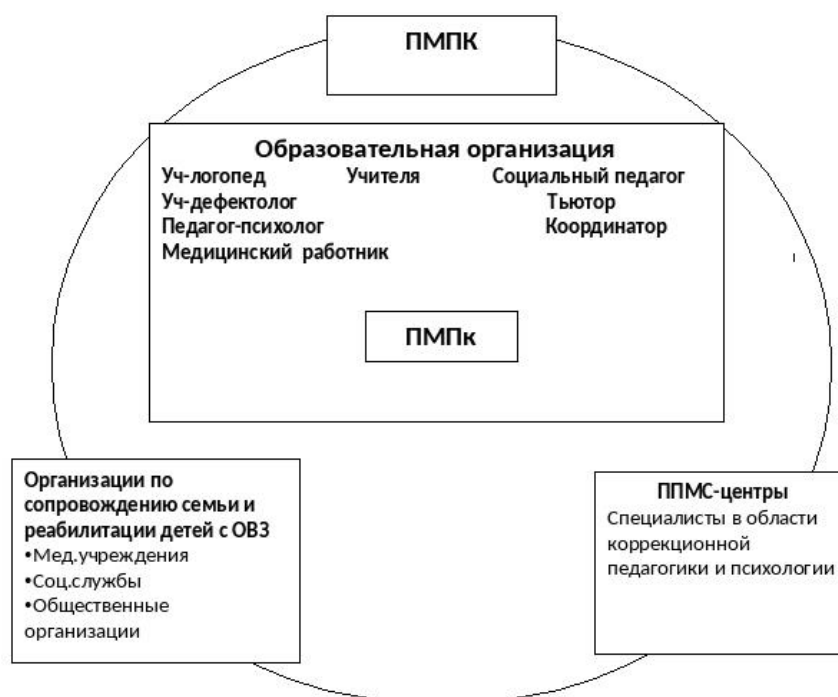 ПМПК
Образовательная организация
Уч-логопед Учителя Социальный педагог
Уч-дефектолог Тьютор
Педагог-психолог Координатор
Медицинский работник
ПМПк
Организации по
сопровождению семьи и
реабилитации детей с ОВЗ
•Мед.учреждения
•Соц.службы
•Общественные
организации
ППМС-центры
Специалисты в области
коррекционной
педагогики и психологии